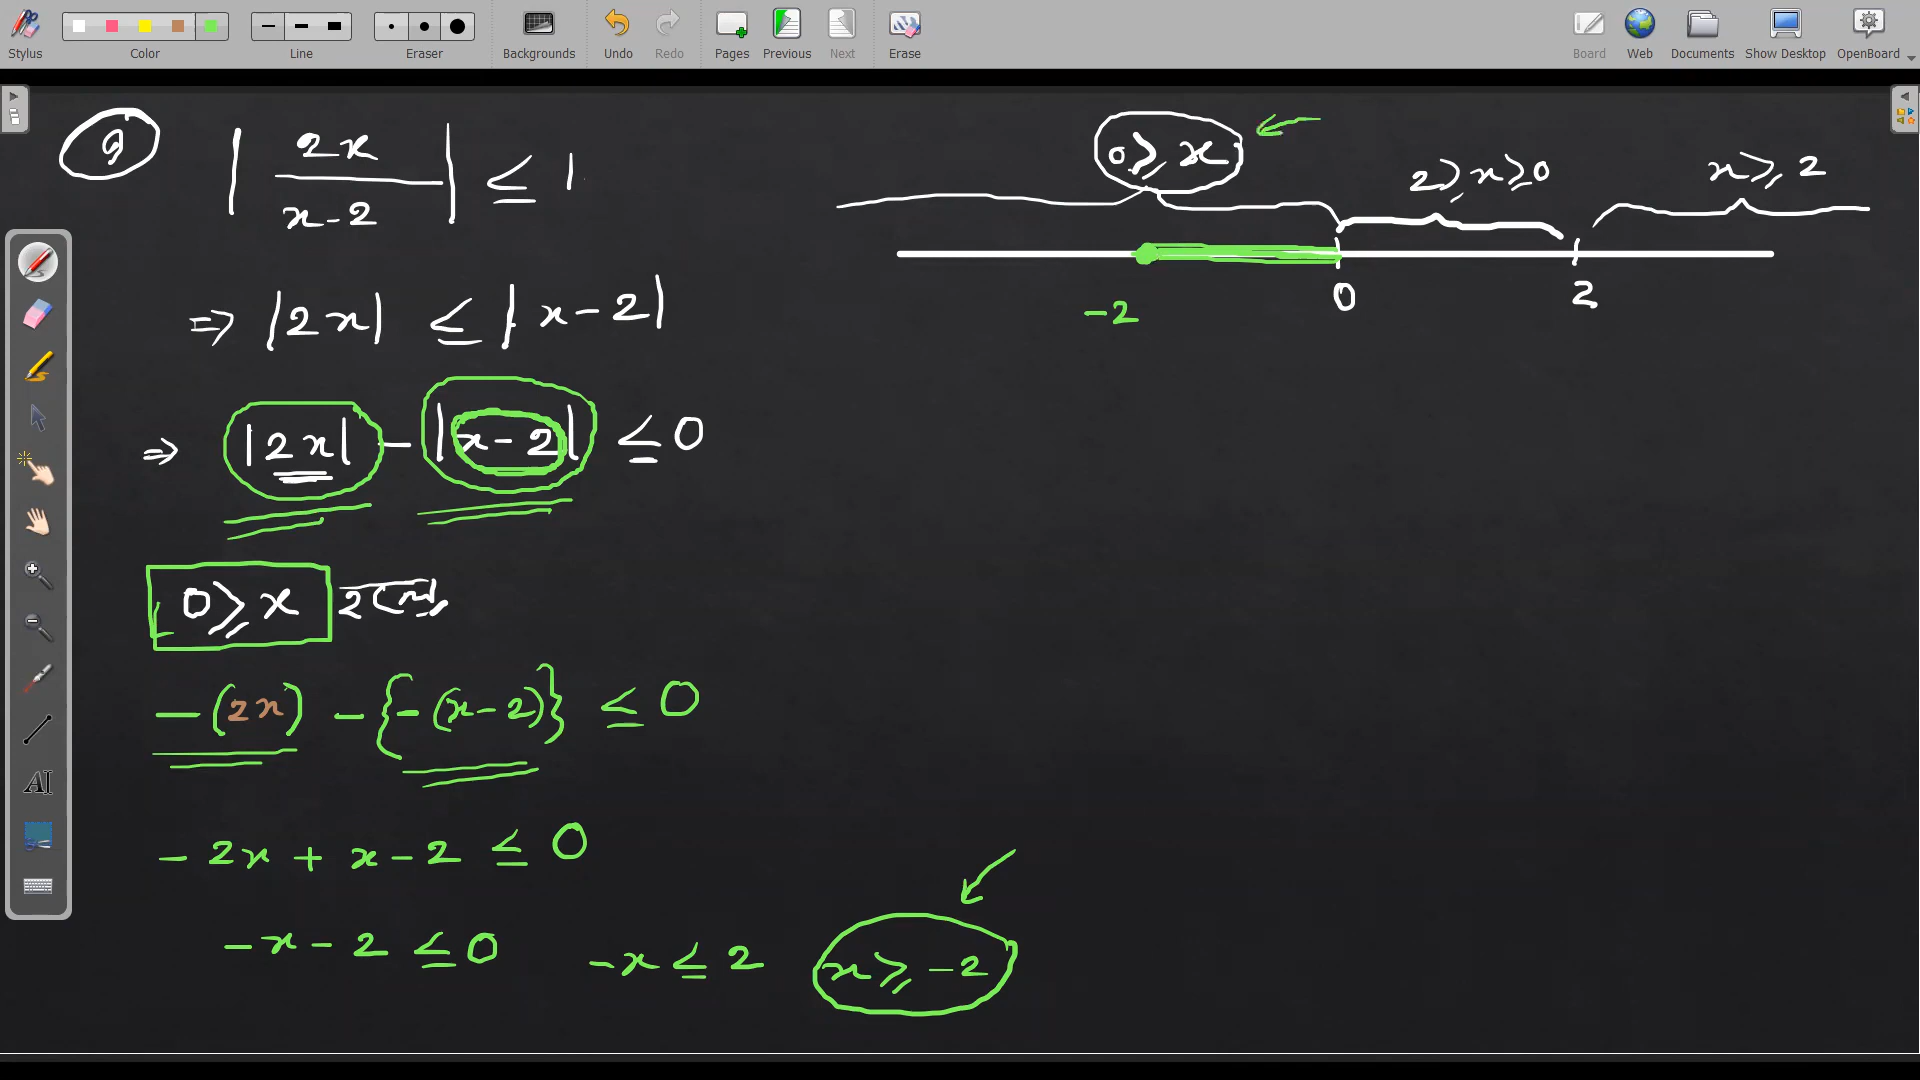 Stylus Color Line Eraser Backgrounds Undo Redo Pages Previous Next Erase Board Web Documents Show Desktop OpenBoard
|2x/(x-2)| ≤ 1
⇒ |2x| ≤ |x-2|
⇒ |2x| - |x-2| ≤ 0
0 ≥ x
-(2x) - {-(x-2)} ≤ 0
-2x + x - 2 ≤ 0
-x - 2 ≤ 0 -x ≤ 2 x ≥ -2
0 ≥ x 2 ≥ x ≥ 0 x ≥ 2
-2 0 2
AI